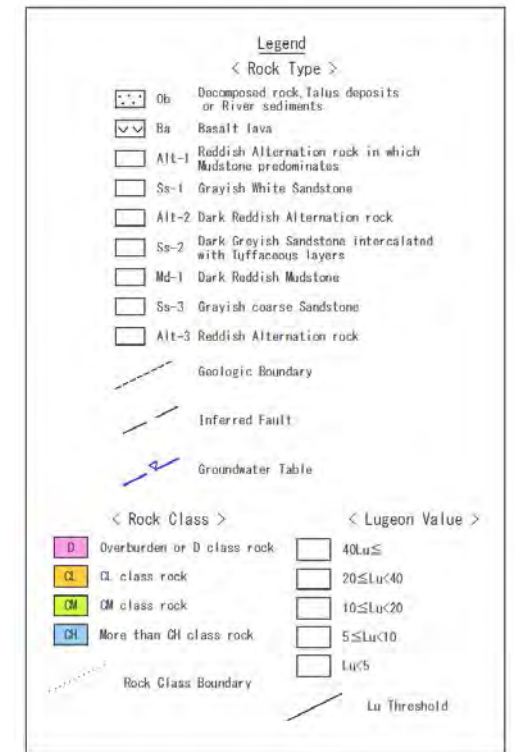 Legend
< Rock Type >
Ob Decomposed rock,Talus deposits
or River sediments
Ba Basalt lava
Alt-1 Reddish Alternation rock in which
Mudstone predominates
Ss-1 Grayish White Sandstone
Alt-2 Dark Reddish Alternation rock
Ss-2 Dark Greyish Sandstone intercalated
with Tuffaceous layers
Md-1 Dark Reddish Mudstone
Ss-3 Grayish coarse Sandstone
Alt-3 Reddish Alternation rock
Geologic Boundary
Inferred Fault
Groundwater Table
< Rock Class >
D Overburden or D class rock
CL CL class rock
CM CM class rock
CH More than CH class rock
Rock Class Boundary
< Lugeon Value >
40Lu≦
20≦Lu<40
10≦Lu<20
5≦Lu<10
Lu<5
Lu Threshold